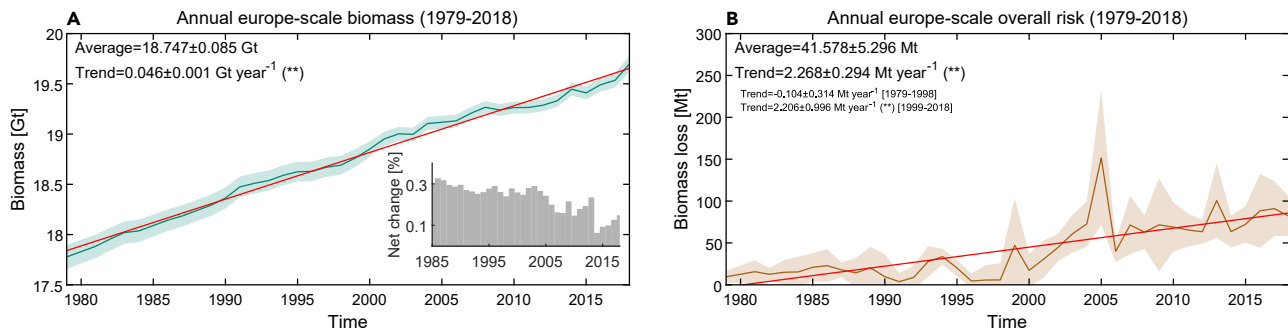 A
Annual europe-scale biomass (1979-2018)
Average=18.747±0.085 Gt
Trend=0.046±0.001 Gt year⁻¹ (**)
20
19.5
19
18.5
18
17.5
Biomass [Gt]
1980 1985 1990 1995 2000 2005 2010 2015
Time
Net change [%]
0.3
0.1
1985 1995 2005 2015
B
Annual europe-scale overall risk (1979-2018)
Average=41.578±5.296 Mt
Trend=2.268±0.294 Mt year⁻¹ (**)
Trend=-0.104±0.314 Mt year⁻¹ [1979-1998]
Trend=2.206±0.996 Mt year⁻¹ (**) [1999-2018]
300
250
200
150
100
50
0
Biomass loss [Mt]
1980 1985 1990 1995 2000 2005 2010 2015
Time